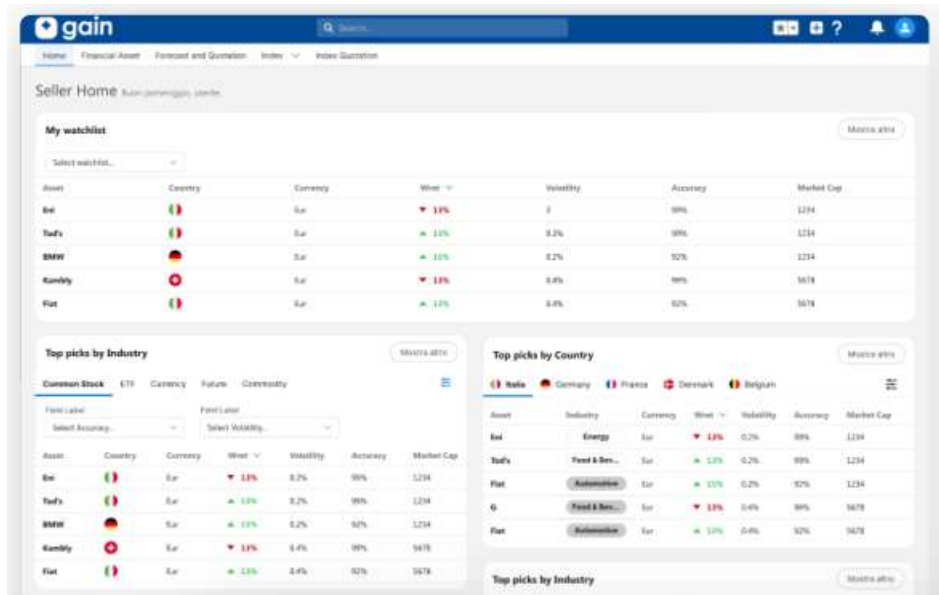 gain
Search...
Home Financial Asset Forecast and Quotation Index Index Quotation
Seller Home Buon pomeriggio, utente.
My watchlist Mostra altro
Select watchlist...
Asset Country Currency Wret Volatility Accuracy Market Cap
Eni Eur 13% 99% 1234
Tod's Eur 13% 0.2% 99% 1234
BMW Eur 0.2% 92% 1234
Kambly Eur 13% 0.4% 99% 5678
Fiat Eur 13% 0.4% 92% 5678
Top picks by Industry Mostra altro
Common Stock ETF Currency Future Commodity
Field Label Field Label
Select Accuracy... Select Volatility...
Asset Country Currency Wret Volatility Accuracy Market Cap
Eni Eur 13% 0.2% 99% 1234
Tod's Eur 13% 0.2% 99% 1234
BMW Eur 0.2% 92% 1234
Kambly Eur 13% 0.4% 99% 5678
Fiat Eur 13% 0.4% 92% 5678
Top picks by Country Mostra altro
Italia Germany France Denmark Belgium
Asset Industry Currency Wret Volatility Accuracy Market Cap
Eni Energy Eur 13% 0.2% 99% 1234
Tod's Food & Bev... Eur 13% 0.2% 99% 1234
Fiat Automotive Eur 0.2% 92% 1234
G Food & Bev... Eur 13% 0.4% 99% 5678
Fiat Automotive Eur 13% 0.4% 92% 5678
Top picks by Industry Mostra altro